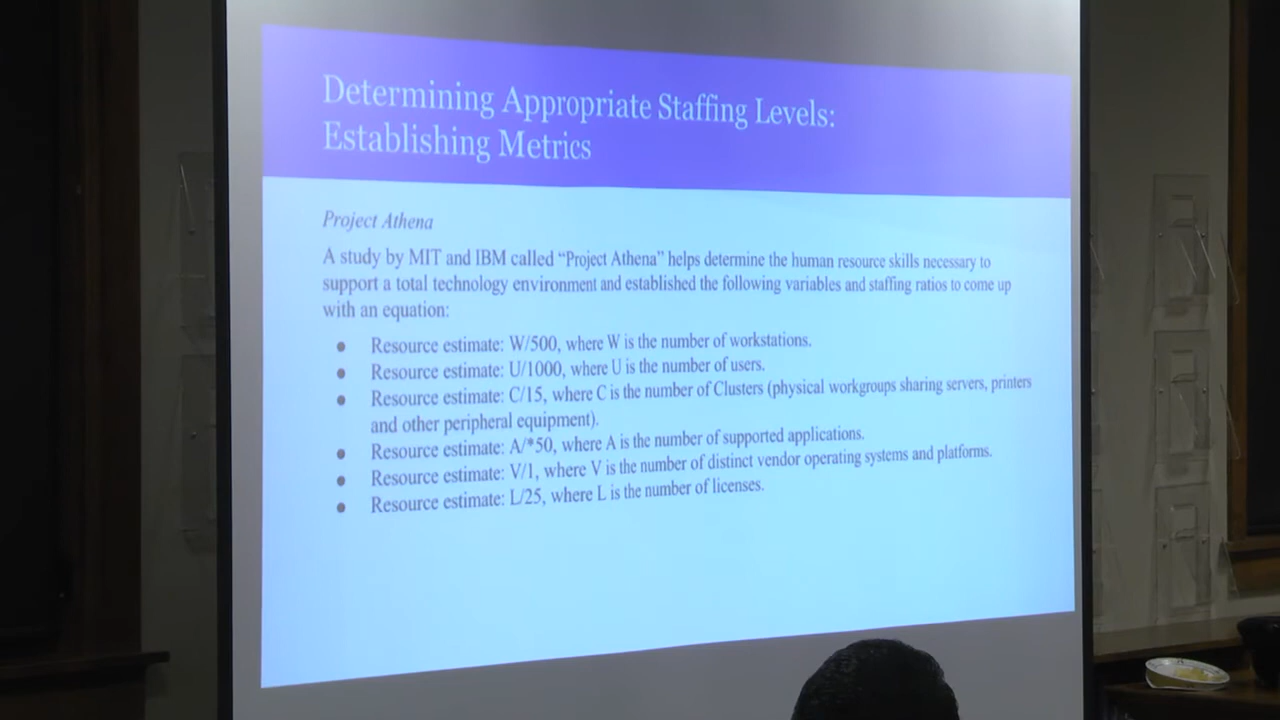 Determining Appropriate Staffing Levels:
Establishing Metrics
Project Athena
A study by MIT and IBM called “Project Athena” helps determine the human resource skills necessary to
support a total technology environment and established the following variables and staffing ratios to come up
with an equation:
● Resource estimate: W/500, where W is the number of workstations.
● Resource estimate: U/1000, where U is the number of users.
● Resource estimate: C/15, where C is the number of Clusters (physical workgroups sharing servers, printers
and other peripheral equipment).
● Resource estimate: A/*50, where A is the number of supported applications.
● Resource estimate: V/1, where V is the number of distinct vendor operating systems and platforms.
● Resource estimate: L/25, where L is the number of licenses.